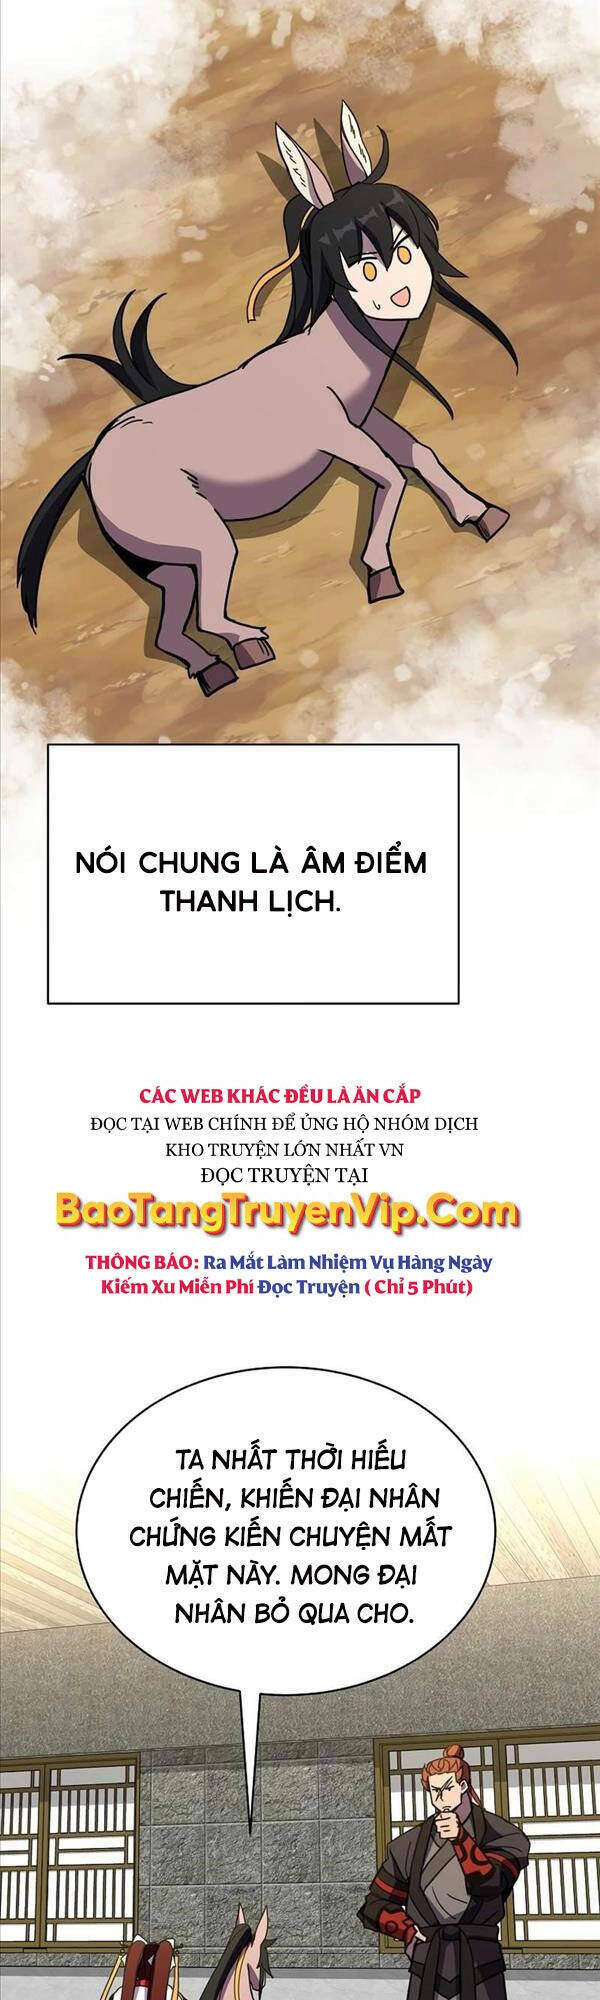 NÓI CHUNG LÀ ÂM ĐIỂM
THANH LỊCH.
CÁC WEB KHÁC ĐỀU LÀ ĂN CẮP
ĐỌC TẠI WEB CHÍNH ĐỂ ỦNG HỘ NHÓM DỊCH
KHO TRUYỆN LỚN NHẤT VN
ĐỌC TRUYỆN TẠI
BaoTangTruyenVip.Com
THÔNG BÁO: Ra Mắt Làm Nhiệm Vụ Hàng Ngày
Kiếm Xu Miễn Phí Đọc Truyện ( Chỉ 5 Phút)
TA NHẤT THỜI HIẾU
CHIẾN, KHIẾN ĐẠI NHÂN
CHỨNG KIẾN CHUYỆN MẤT
MẶT NÀY. MONG ĐẠI
NHÂN BỎ QUA CHO.